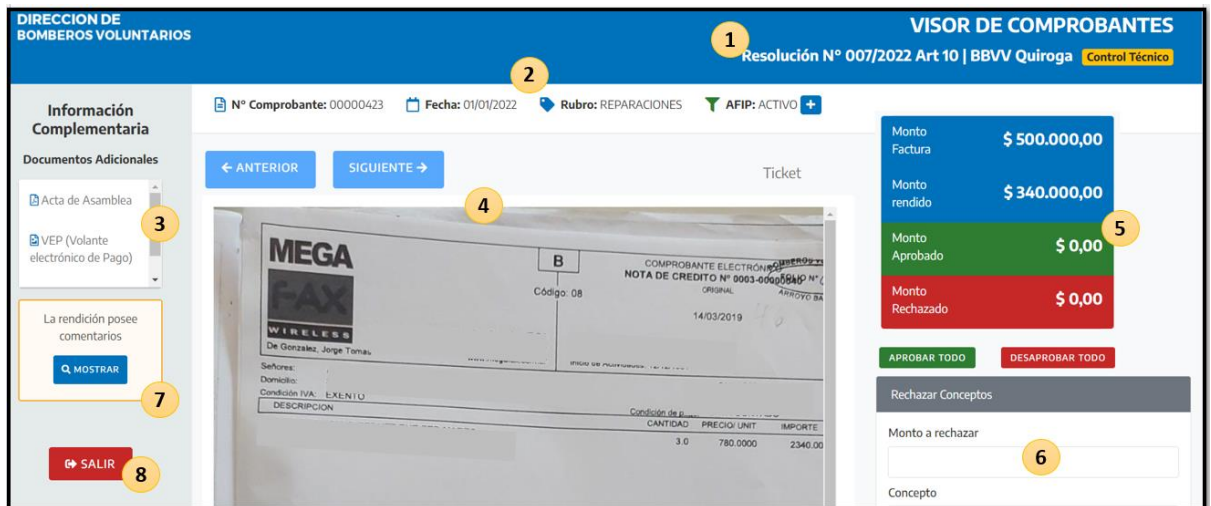 DIRECCION DE
BOMBEROS VOLUNTARIOS
VISOR DE COMPROBANTES
1
Resolución N° 007/2022 Art 10 | BBVV Quiroga Control Técnico
2
Información
Complementaria
Documentos Adicionales
Acta de Asamblea
3
VEP (Volante
electrónico de Pago)
La rendición posee
comentarios
MOSTRAR
7
SALIR
8
N° Comprobante: 00000423 Fecha: 01/01/2022 Rubro: REPARACIONES AFIP: ACTIVO +
← ANTERIOR SIGUIENTE →
Ticket
4
MEGA
FAX
WIRELESS
De Gonzalez, Jorge Tomas
B
Código: 08
COMPROBANTE ELECTRÓNICO
NOTA DE CREDITO N° 0003-00000840
ORIGINAL
14/03/2019
FOLIO N°
ARROYO
Señores:
Domicilio:
Condición IVA: EXENTO
Condición de
DESCRIPCION CANTIDAD PRECIO/ UNIT IMPORTE
3.0 780.0000 2340.00
Monto
Factura
$ 500.000,00
Monto
rendido
$ 340.000,00
5
Monto
Aprobado
$ 0,00
Monto
Rechazado
$ 0,00
APROBAR TODO DESAPROBAR TODO
Rechazar Conceptos
Monto a rechazar
6
Concepto